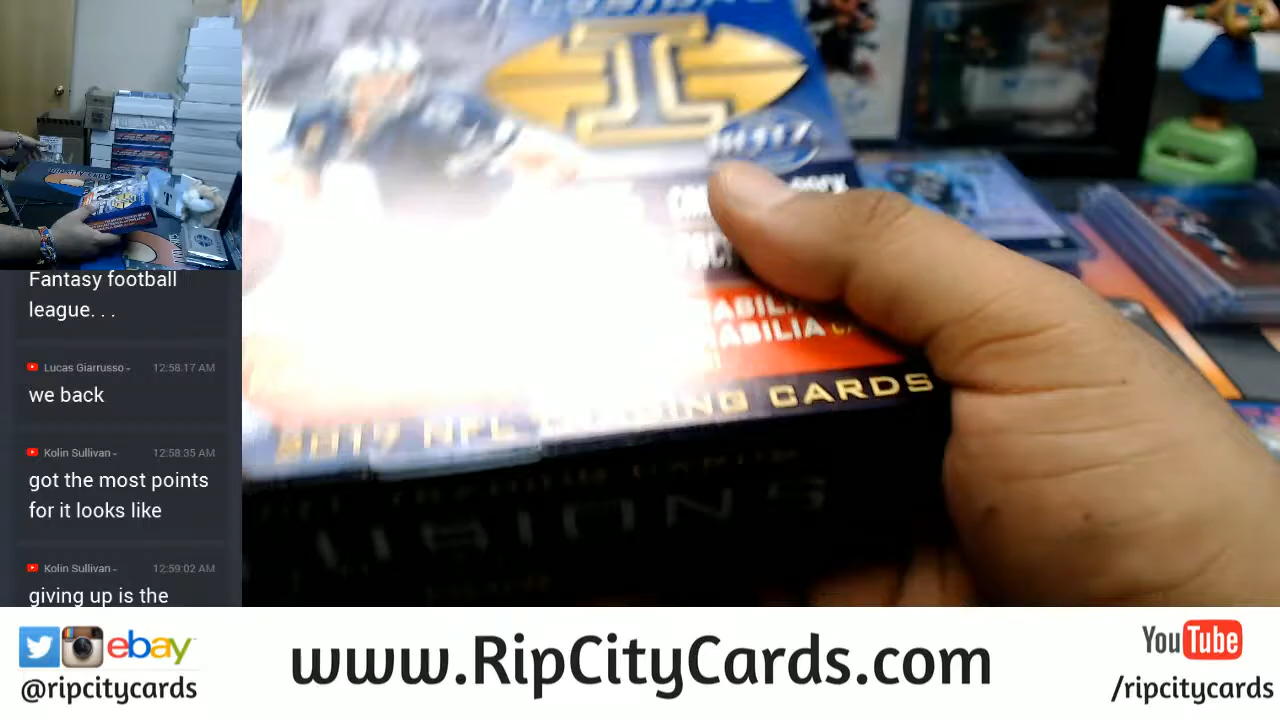 Fantasy football
league. . .
Lucas Giarrusso
12:58.17 AM
we back
Kolin Sullivan
12:58:35 AM
got the most points
for it looks like
Kolin Sullivan
12:59:02 AM
giving up is the
I
ABILIA
CARDS
ebay
@ripcitycards
www.RipCityCards.com
YouTube
/ripcitycards